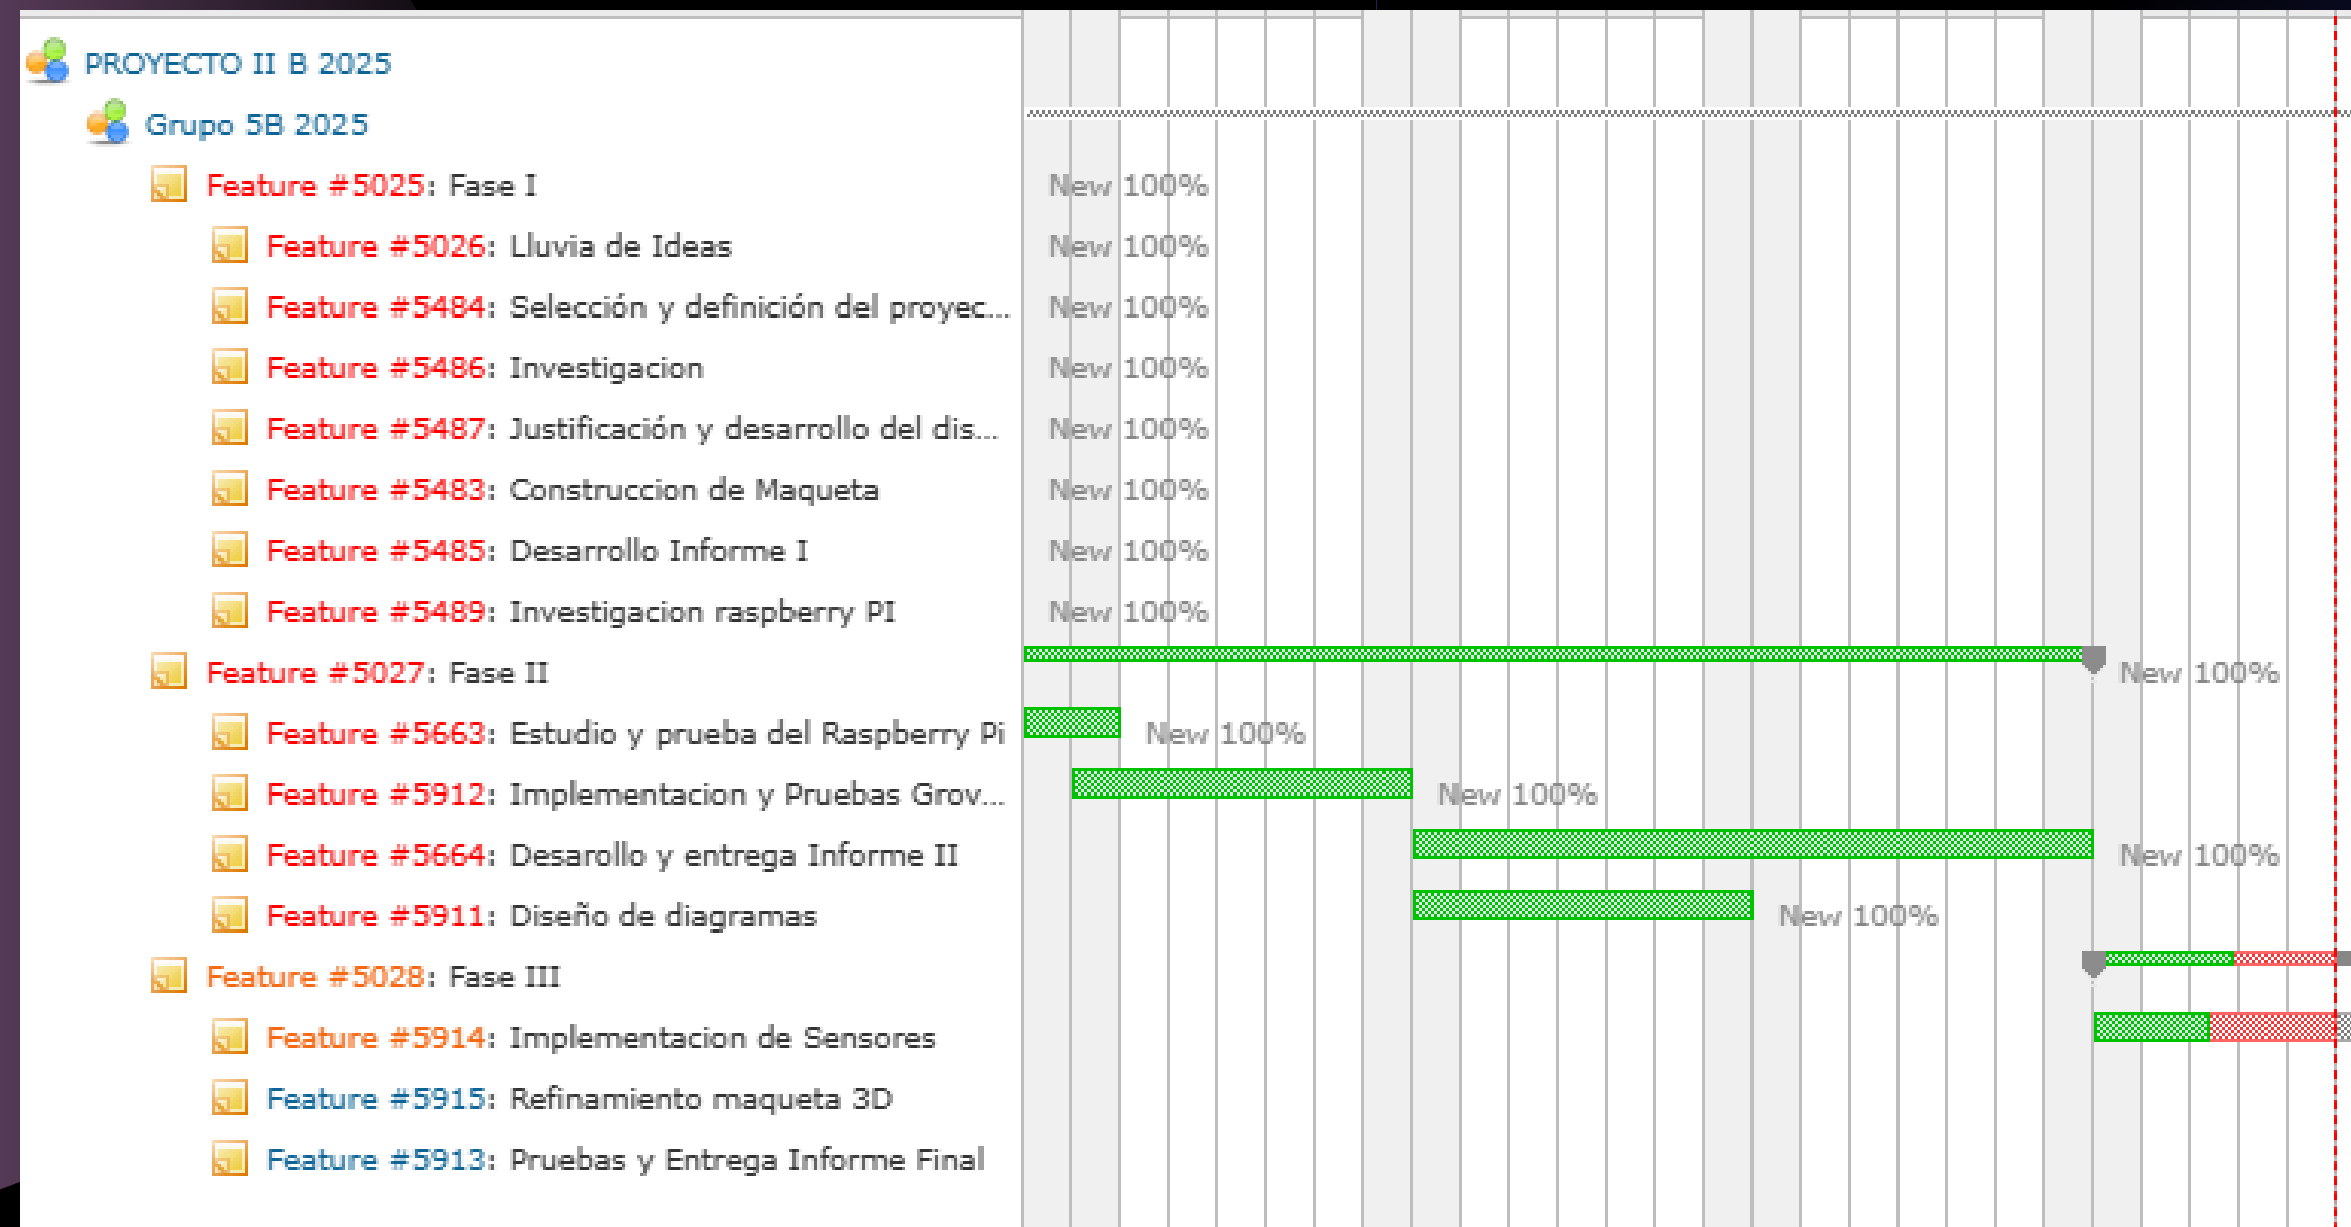 PROYECTO II B 2025
Grupo 5B 2025
Feature #5025: Fase I New 100%
Feature #5026: Lluvia de Ideas New 100%
Feature #5484: Selección y definición del proyec... New 100%
Feature #5486: Investigacion New 100%
Feature #5487: Justificación y desarrollo del dis... New 100%
Feature #5483: Construccion de Maqueta New 100%
Feature #5485: Desarrollo Informe I New 100%
Feature #5489: Investigacion raspberry PI New 100%
Feature #5027: Fase II New 100%
Feature #5663: Estudio y prueba del Raspberry Pi New 100%
Feature #5912: Implementacion y Pruebas Grov... New 100%
Feature #5664: Desarollo y entrega Informe II New 100%
Feature #5911: Diseño de diagramas New 100%
Feature #5028: Fase III
Feature #5914: Implementacion de Sensores
Feature #5915: Refinamiento maqueta 3D
Feature #5913: Pruebas y Entrega Informe Final